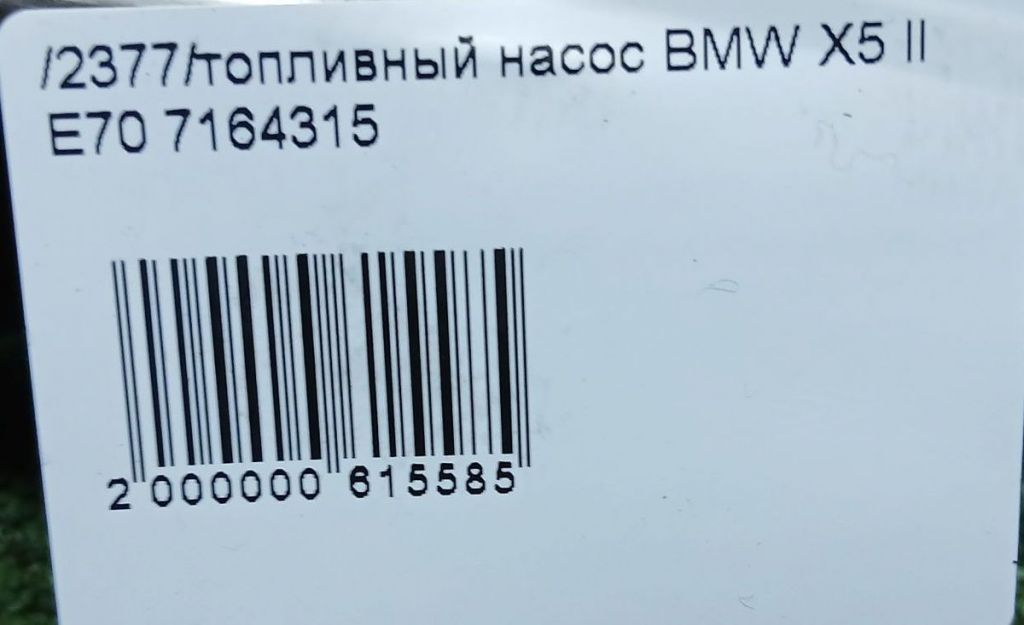 /2377/топливный насос BMW X5 II
E70 7164315
2 000000 615585